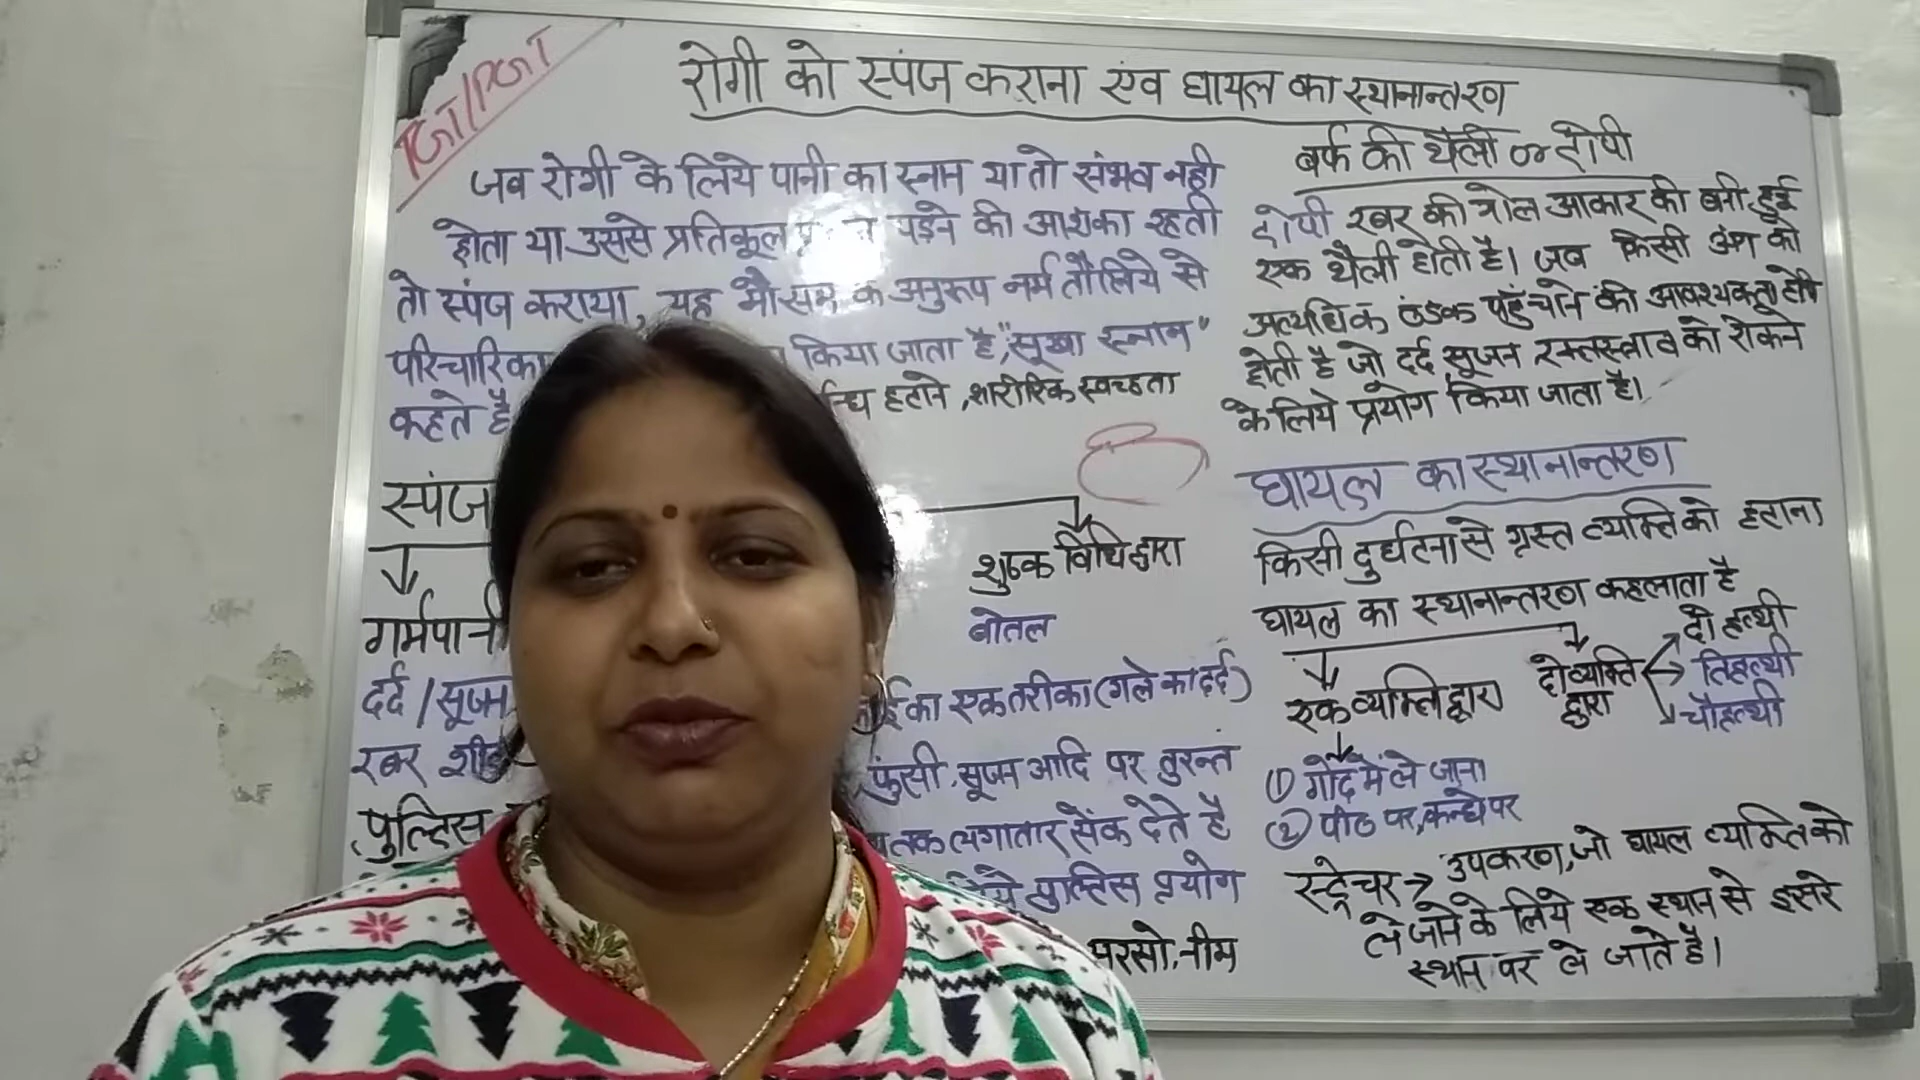 TGT/PGT
रोगी को स्पंज कराना एंव घायल का स्थानान्तरण
जब रोगी के लिये पानी का स्नान या तो संभव नही
होता या उससे प्रतिकूल पड़ने की आशंका रहती
तो स्पंज कराया, यह मौसम के अनुरूप नर्म तौलिये से
परिचारिका किया जाता है, "सूखा स्नान"
कहते है हटाने, शारीरिक स्वच्छता
स्पंज
शुष्क विधि द्वारा
गर्मपानी
बोतल
दर्द / सूजन का एक तरीका (गले का दर्द)
रबर फुंसी, सूजन आदि पर तुरन्त
पुल्टिस लगातार सेंक देते है
पुल्टिस प्रयोग
सरसो, नीम
बर्फ की थैली or टोपी
टोपी रबर की गोल आकार की बनी हुई
एक थैली होती है। जब किसी अंग को
अत्यधिक ठंडक पहुँचाने की आवश्यकता
होती है जो दर्द, सूजन, रक्तस्त्राव को रोकने
के लिये प्रयोग किया जाता है।
घायल का स्थानान्तरण
किसी दुर्घटना से ग्रस्त व्यक्ति को हटाना
घायल का स्थानान्तरण कहलाता है
एक व्यक्ति द्वारा
दो व्यक्ति द्वारा
दो हत्थी
तिहत्थी
चौहत्थी
(1) गोद में ले जाना
(2) पीठ पर, कन्धे पर
स्ट्रेचर → उपकरण, जो घायल व्यक्ति को
ले जाने के लिये एक स्थान से दूसरे
स्थान पर ले जाते है।